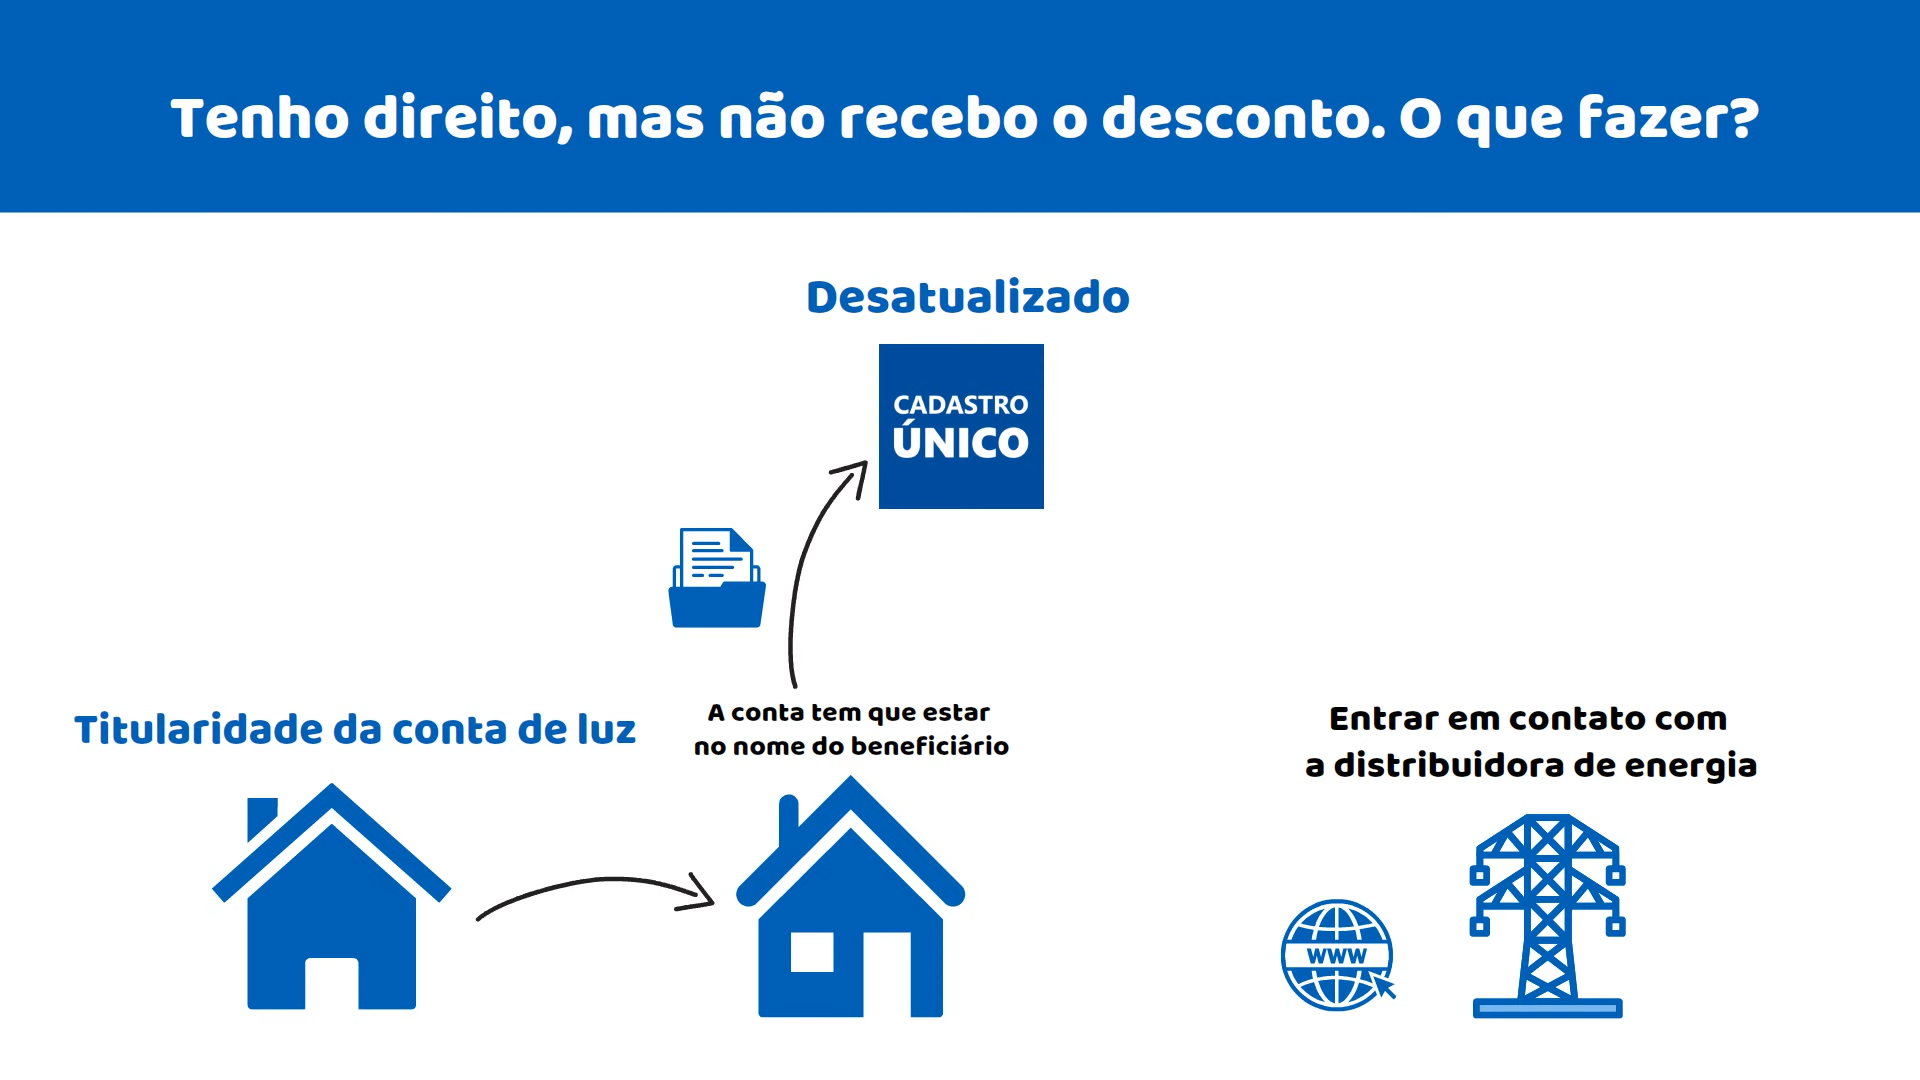 Tenho direito, mas não recebo o desconto. O que fazer?
Desatualizado
CADASTRO
ÚNICO
Titularidade da conta de luz
A conta tem que estar
no nome do beneficiário
Entrar em contato com
a distribuidora de energia
WWW